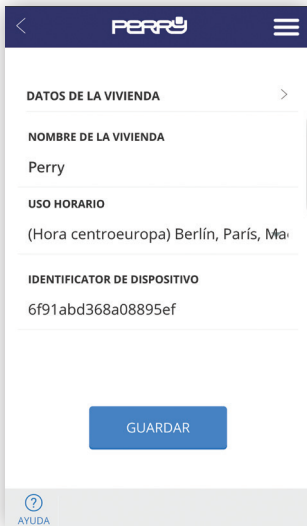 PERRY
DATOS DE LA VIVIENDA
NOMBRE DE LA VIVIENDA
Perry
USO HORARIO
(Hora centroeuropa) Berlín, París, Ma
IDENTIFICATOR DE DISPOSITIVO
6f91abd368a08895ef
GUARDAR
AYUDA